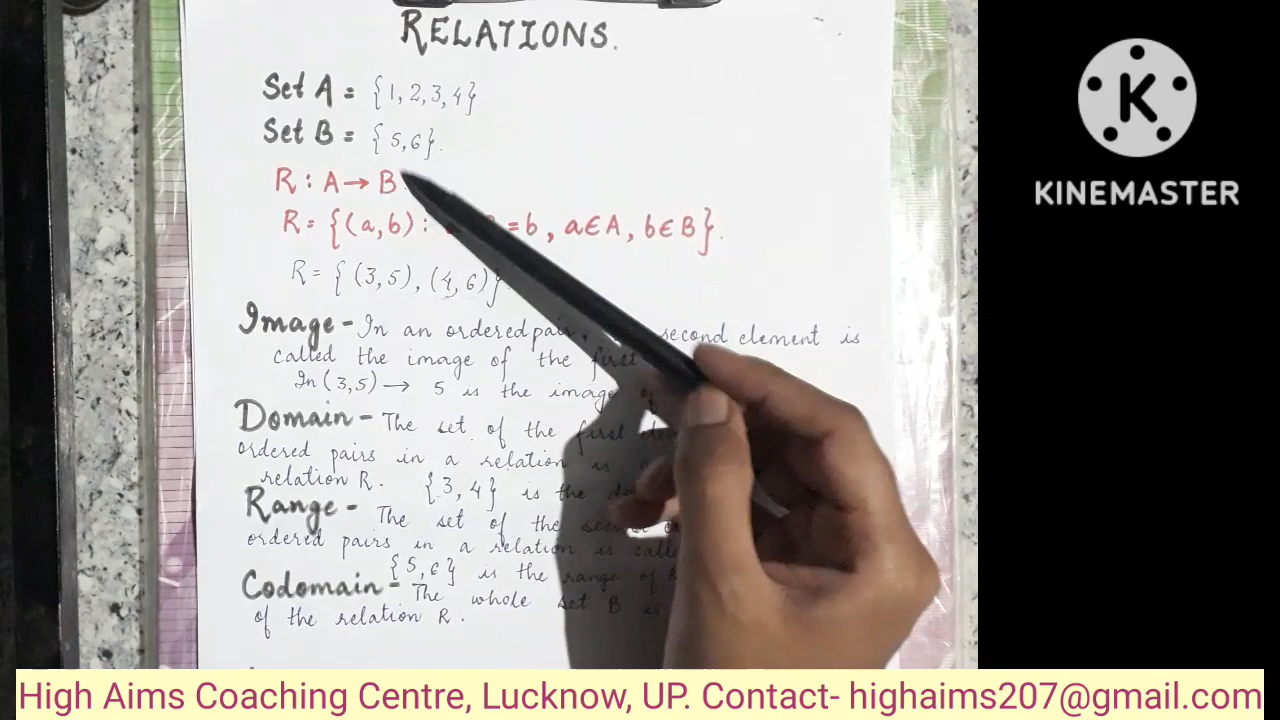 RELATIONS.
Set A = {1, 2, 3, 4}
Set B = {5,6}.
R : A → B
R = {(a, b) : = b , a ∈ A , b ∈ B}.
R = { (3, 5) , (4, 6)}
Image - In an ordered pair, second element is
called the image of the first
In (3,5) → 5 is the image of
Domain - The set of the first
ordered pairs in a relation is
relation R. {3, 4} is the
Range - The set of the
ordered pairs in a relation is
{5, 6} is the range of R
Codomain - The whole set B is
of the relation R.
K
KINEMASTER
High Aims Coaching Centre, Lucknow, UP. Contact- highaims207@gmail.com